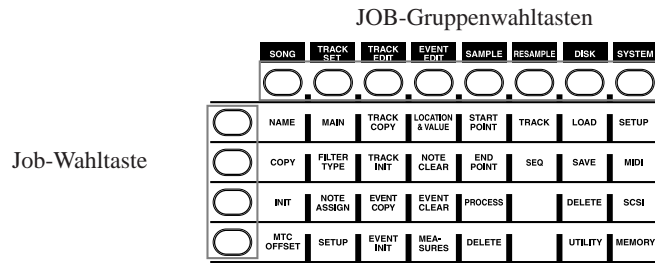 JOB-Gruppenwahltasten
SONG TRACK SET TRACK EDIT EVENT EDIT SAMPLE RESAMPLE DISK SYSTEM
NAME MAIN TRACK COPY LOCATION & VALUE START POINT TRACK LOAD SETUP
Job-Wahltaste
COPY FILTER TYPE TRACK INIT NOTE CLEAR END POINT SEQ SAVE MIDI
INIT NOTE ASSIGN EVENT COPY EVENT CLEAR PROCESS DELETE SCSI
MTC OFFSET SETUP EVENT INIT MEA- SURES DELETE UTILITY MEMORY